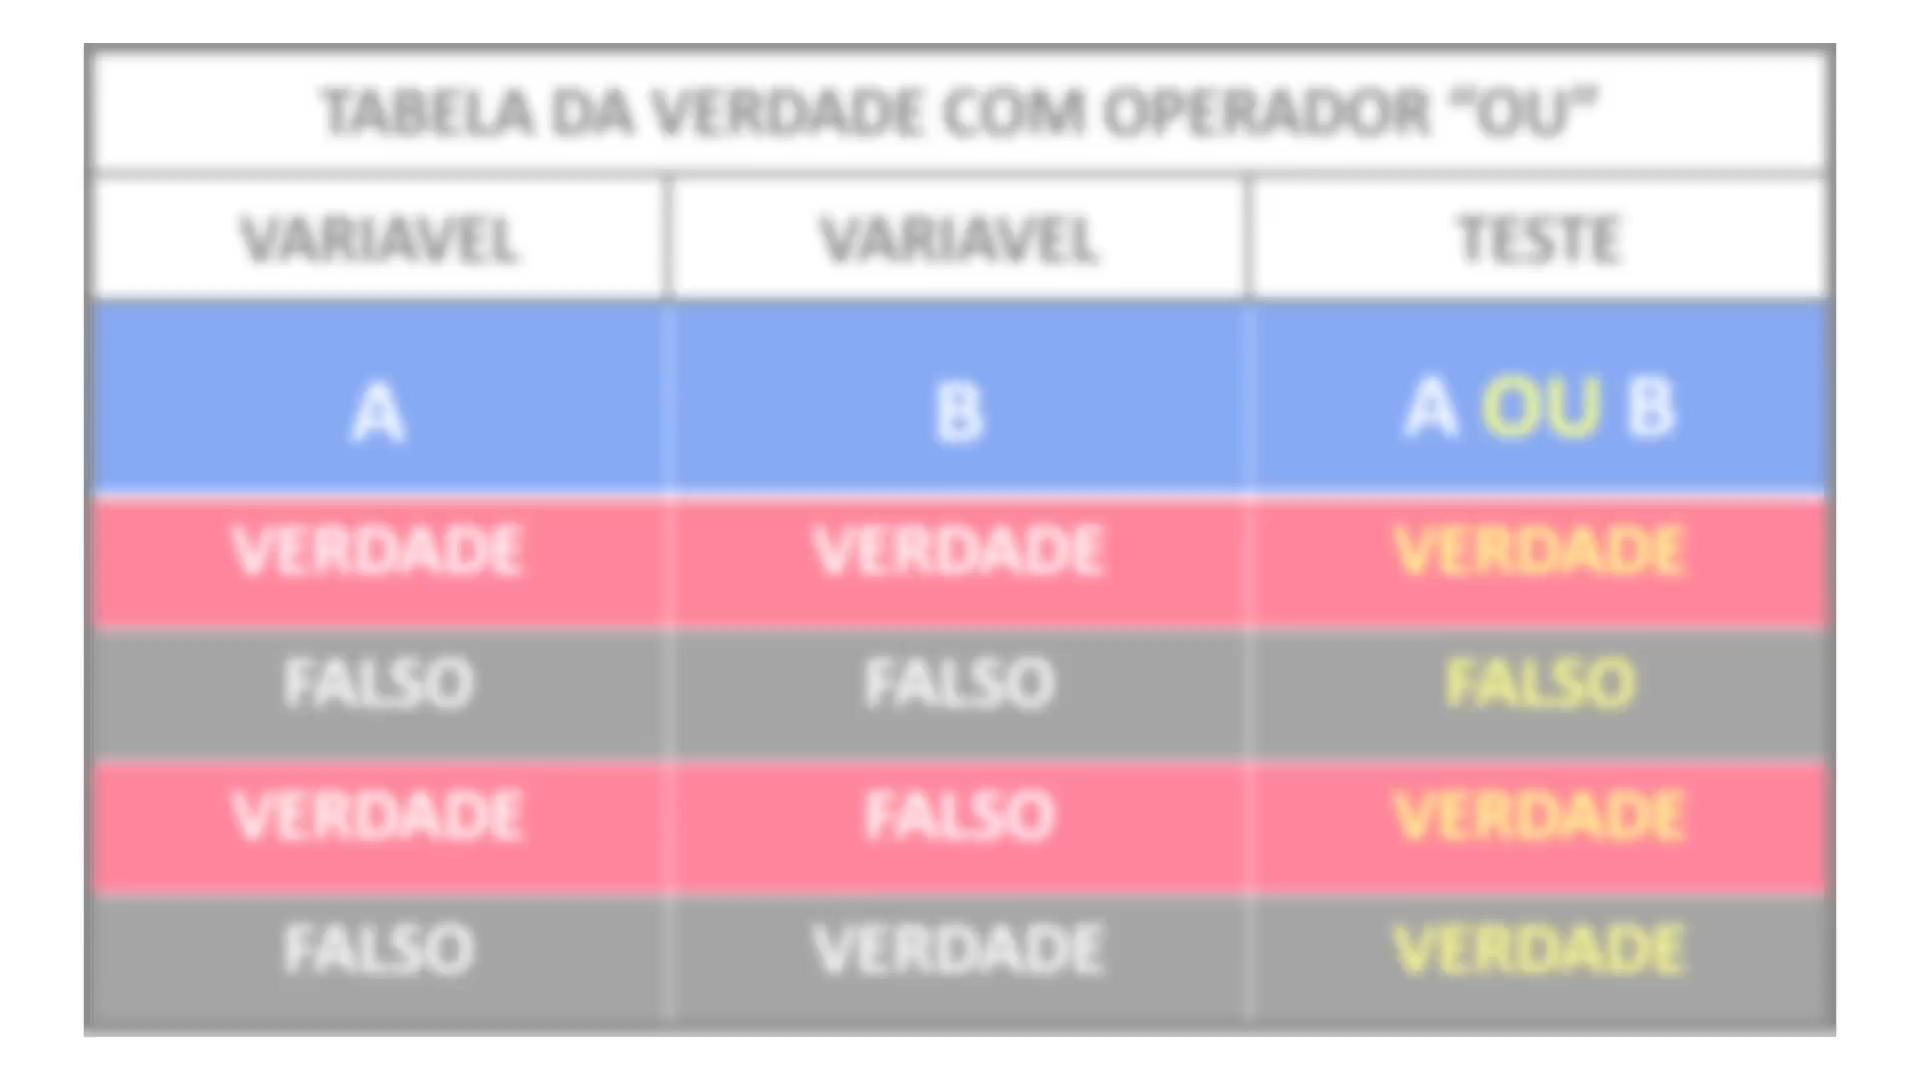 TABELA DA VERDADE COM OPERADOR “OU”
VARIAVEL VARIAVEL TESTE
A B A OU B
VERDADE VERDADE VERDADE
FALSO FALSO FALSO
VERDADE FALSO VERDADE
FALSO VERDADE VERDADE